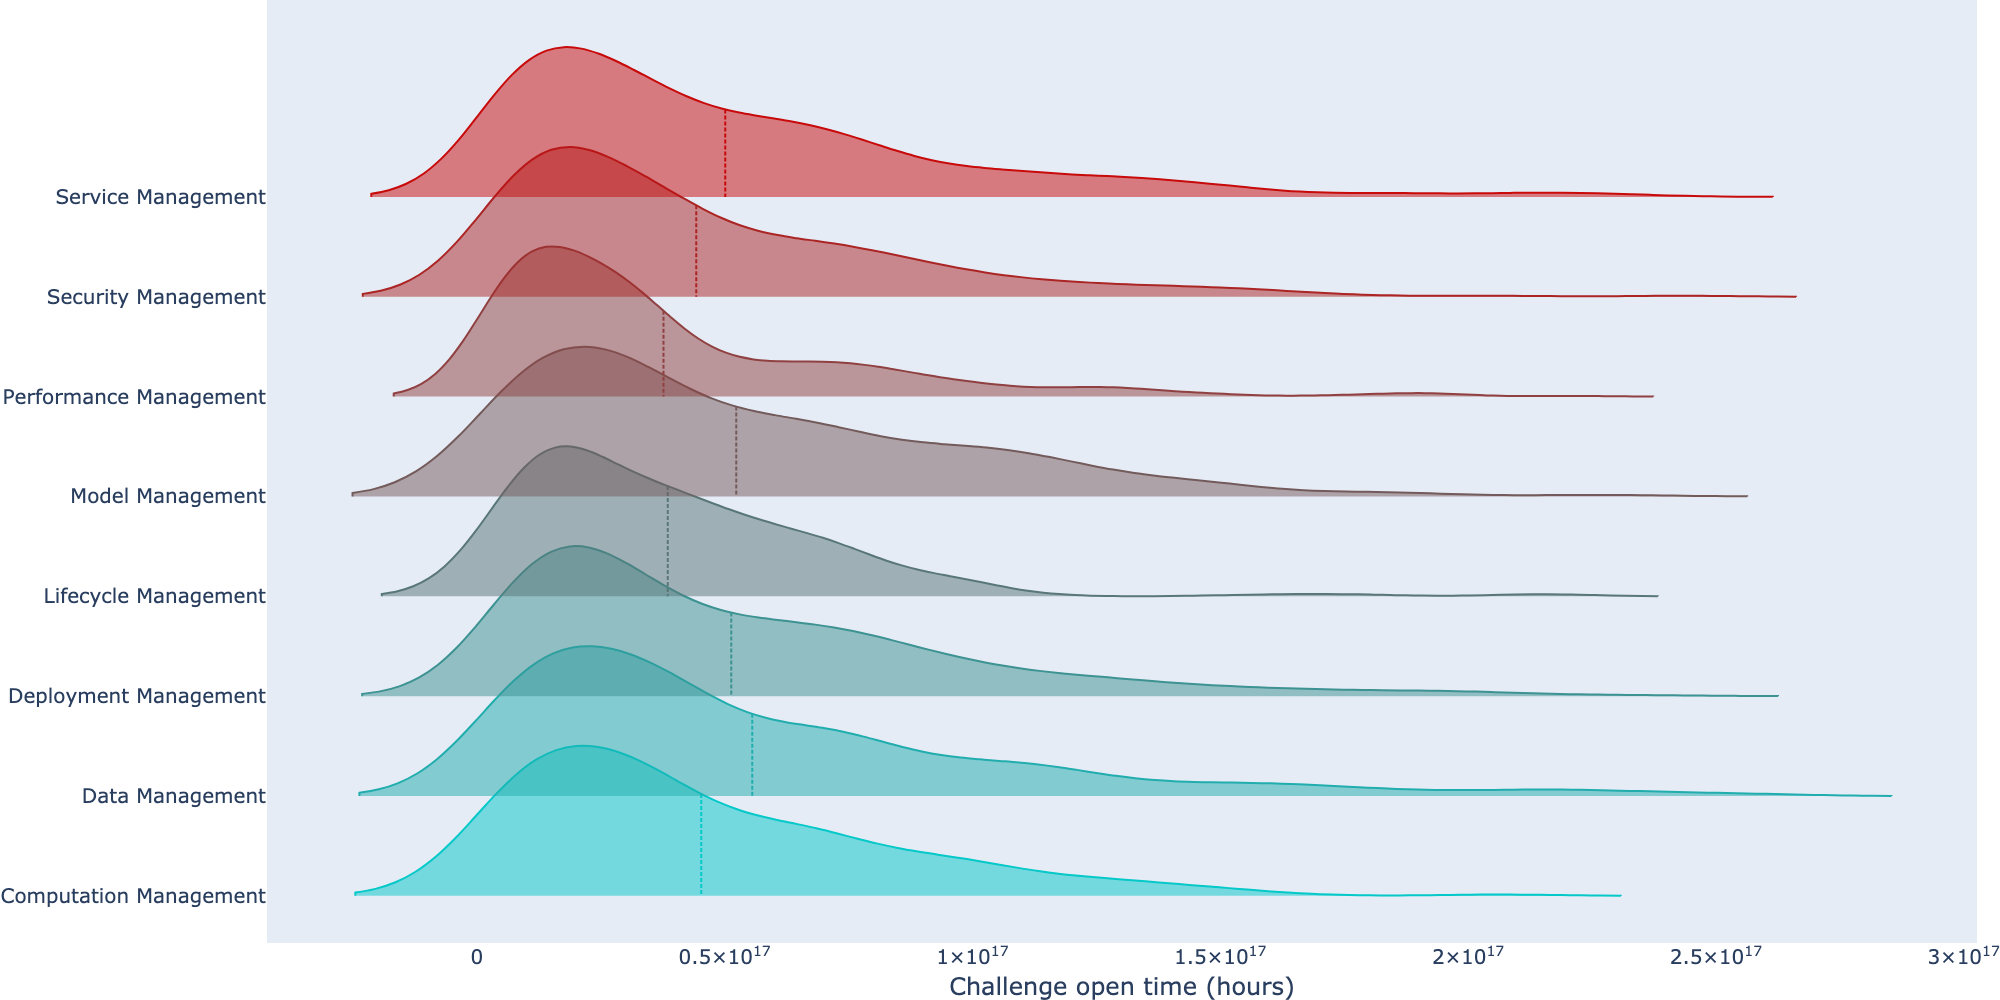 Service Management
Security Management
Performance Management
Model Management
Lifecycle Management
Deployment Management
Data Management
Computation Management
0 0.5×10¹⁷ 1×10¹⁷ 1.5×10¹⁷ 2×10¹⁷ 2.5×10¹⁷ 3×10¹⁷
Challenge open time (hours)